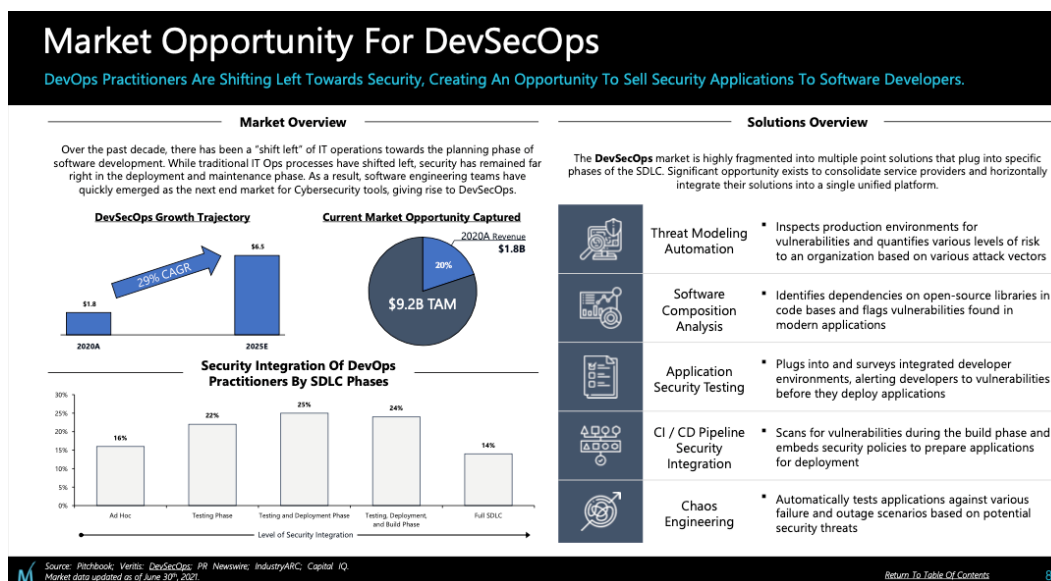 Market Opportunity For DevSecOps
DevOps Practitioners Are Shifting Left Towards Security, Creating An Opportunity To Sell Security Applications To Software Developers.
Market Overview
Over the past decade, there has been a "shift left" of IT operations towards the planning phase of
software development. While traditional IT Ops processes have shifted left, security has remained far
right in the deployment and maintenance phase. As a result, software engineering teams have
quickly emerged as the next end market for Cybersecurity tools, giving rise to DevSecOps.
DevSecOps Growth Trajectory
$1.8
29% CAGR
$6.5
2020A
2025E
Current Market Opportunity Captured
2020A Revenue
$1.8B
20%
$9.2B TAM
Security Integration Of DevOps
Practitioners By SDLC Phases
30%
25%
20%
15%
10%
5%
0%
16%
22%
25%
24%
14%
Ad Hoc
Testing Phase
Testing and Deployment Phase
Testing, Deployment,
and Build Phase
Full SDLC
Level of Security Integration
Solutions Overview
The DevSecOps market is highly fragmented into multiple point solutions that plug into specific
phases of the SDLC. Significant opportunity exists to consolidate service providers and horizontally
integrate their solutions into a single unified platform.
Threat Modeling
Automation
▪ Inspects production environments for
vulnerabilities and quantifies various levels of risk
to an organization based on various attack vectors
Software
Composition
Analysis
▪ Identifies dependencies on open-source libraries in
code bases and flags vulnerabilities found in
modern applications
Application
Security Testing
▪ Plugs into and surveys integrated developer
environments, alerting developers to vulnerabilities
before they deploy applications
CI / CD Pipeline
Security
Integration
▪ Scans for vulnerabilities during the build phase and
embeds security policies to prepare applications
for deployment
Chaos
Engineering
▪ Automatically tests applications against various
failure and outage scenarios based on potential
security threats
Source: Pitchbook; Veritis: DevSecOps; PR Newswire; IndustryARC; Capital IQ.
Market data updated as of June 30th, 2021.
Return To Table Of Contents